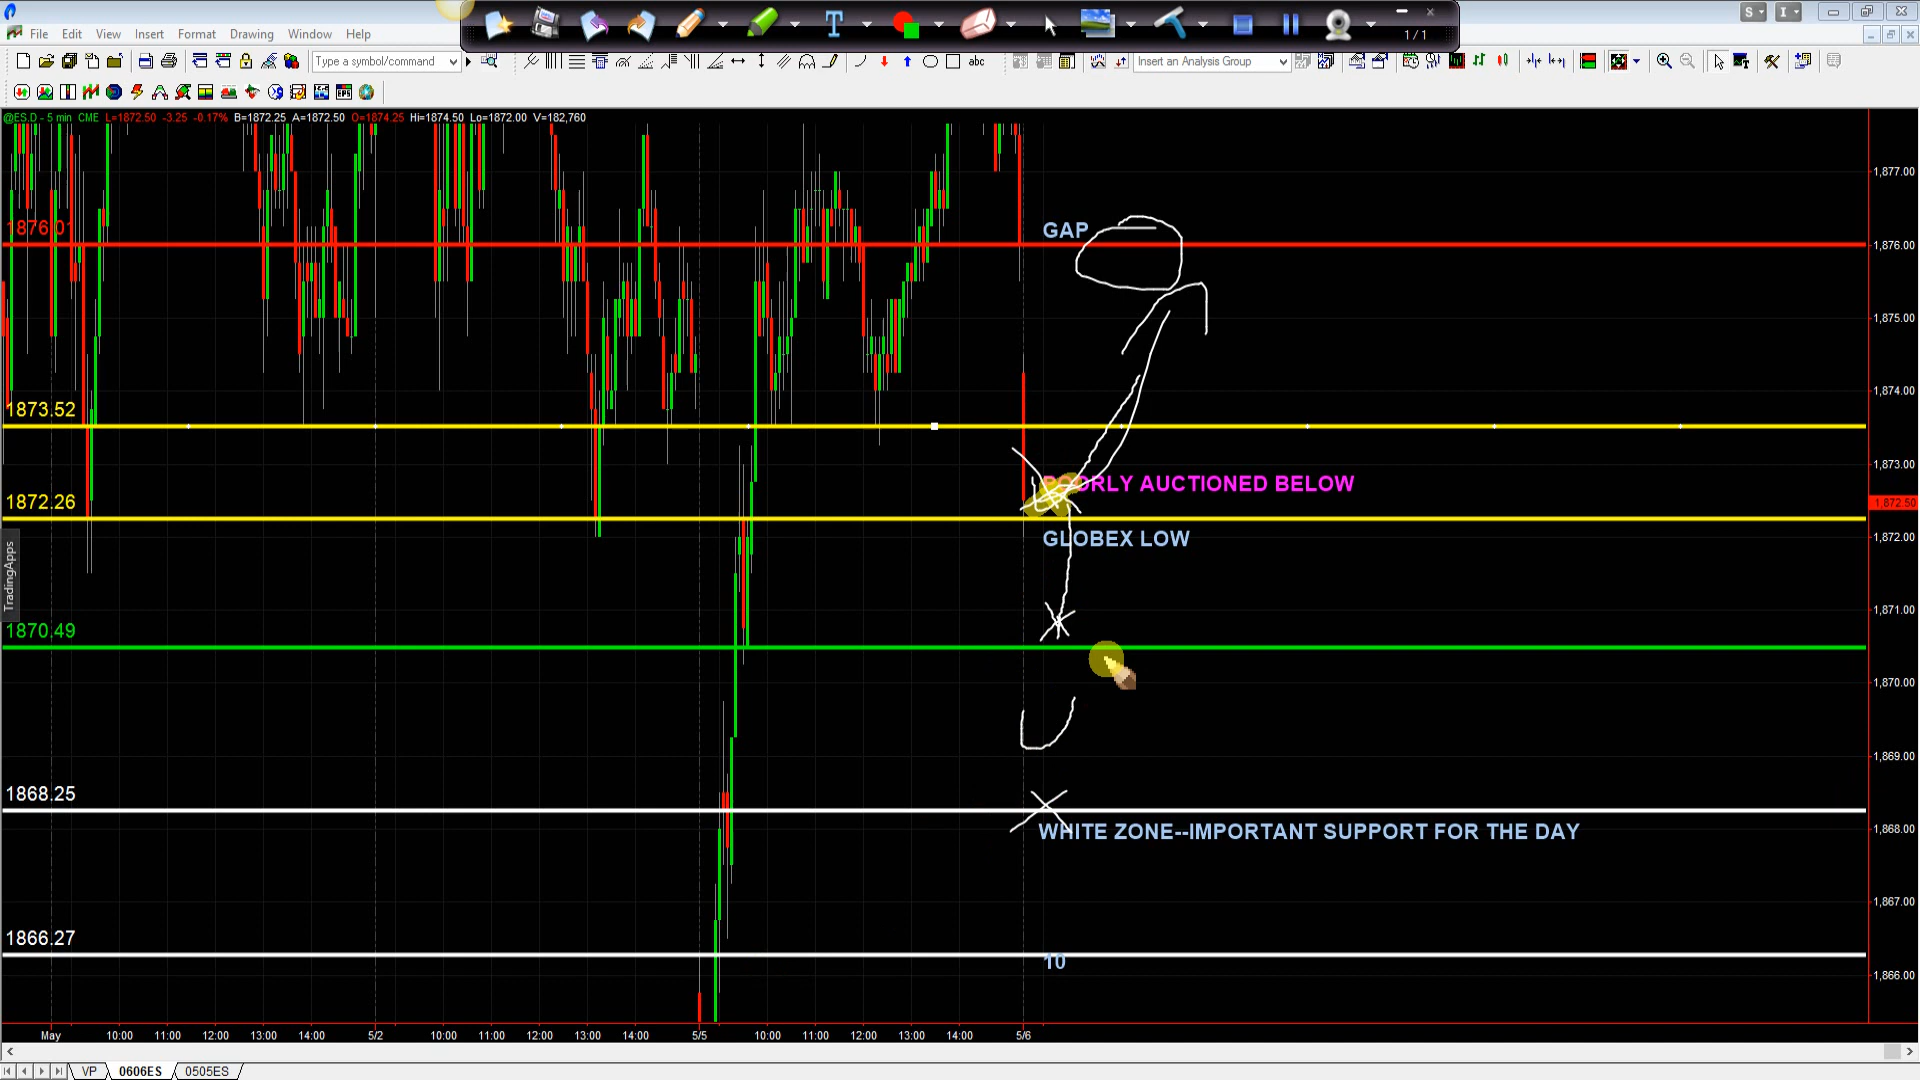 S I
1 / 1
File Edit View Insert Format Drawing Window Help
Type a symbol/command abc Insert an Analysis Group
@ES.D - 5 min CME L=1872.50 -3.25 -0.17% B=1872.25 A=1872.50 O=1874.25 Hi=1874.50 Lo=1872.00 V=182,760
1,877.00
1876.01 GAP
1,876.00
1,875.00
1,874.00
1873.52
1,873.00
POORLY AUCTIONED BELOW
1872.26 1,872.50
GLOBEX LOW 1,872.00
TradingApps
1,871.00
1870.49
1,870.00
1,869.00
1868.25
WHITE ZONE--IMPORTANT SUPPORT FOR THE DAY 1,868.00
1,867.00
1866.27
10
1,866.00
May 10:00 11:00 12:00 13:00 14:00 5/2 10:00 11:00 12:00 13:00 14:00 5/5 10:00 11:00 12:00 13:00 14:00 5/6
VP 0606ES 0505ES